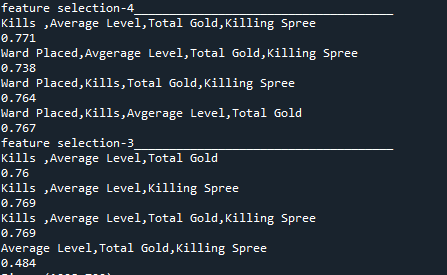 feature selection-4____________________________________
Kills ,Average Level,Total Gold,Killing Spree
0.771
Ward Placed,Avgerage Level,Total Gold,Killing Spree
0.738
Ward Placed,Kills,Total Gold,Killing Spree
0.764
Ward Placed,Kills,Avgerage Level,Total Gold
0.767
feature selection-3____________________________________
Kills ,Average Level,Total Gold
0.76
Kills ,Average Level,Killing Spree
0.769
Kills ,Average Level,Total Gold,Killing Spree
0.769
Average Level,Total Gold,Killing Spree
0.484